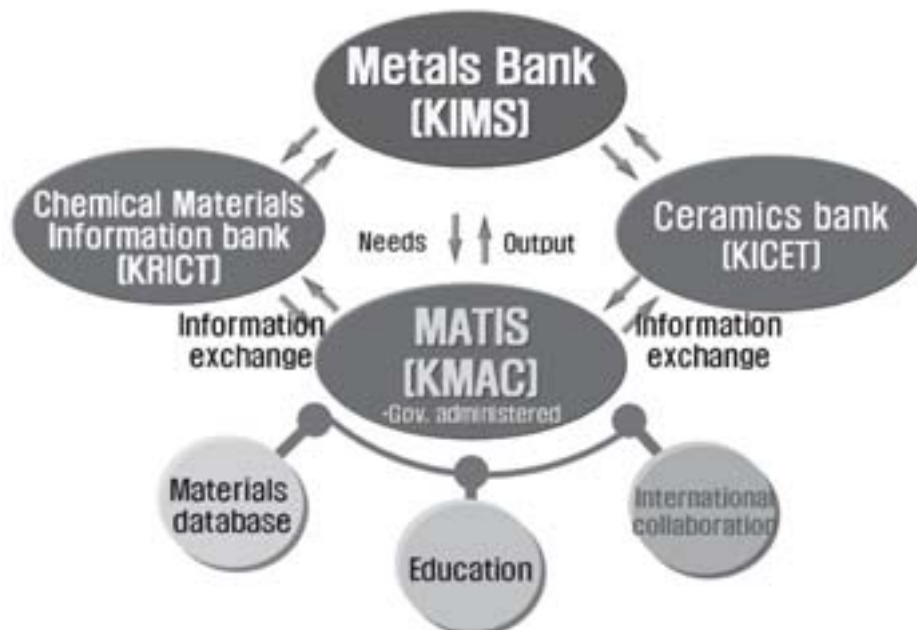 Metals Bank
(KIMS)
Chemical Materials
Information bank
(KRICT)
Ceramics bank
(KICET)
Needs
Output
Information
exchange
MATIS
(KMAC)
-Gov. administered
Information
exchange
Materials
database
Education
International
collaboration